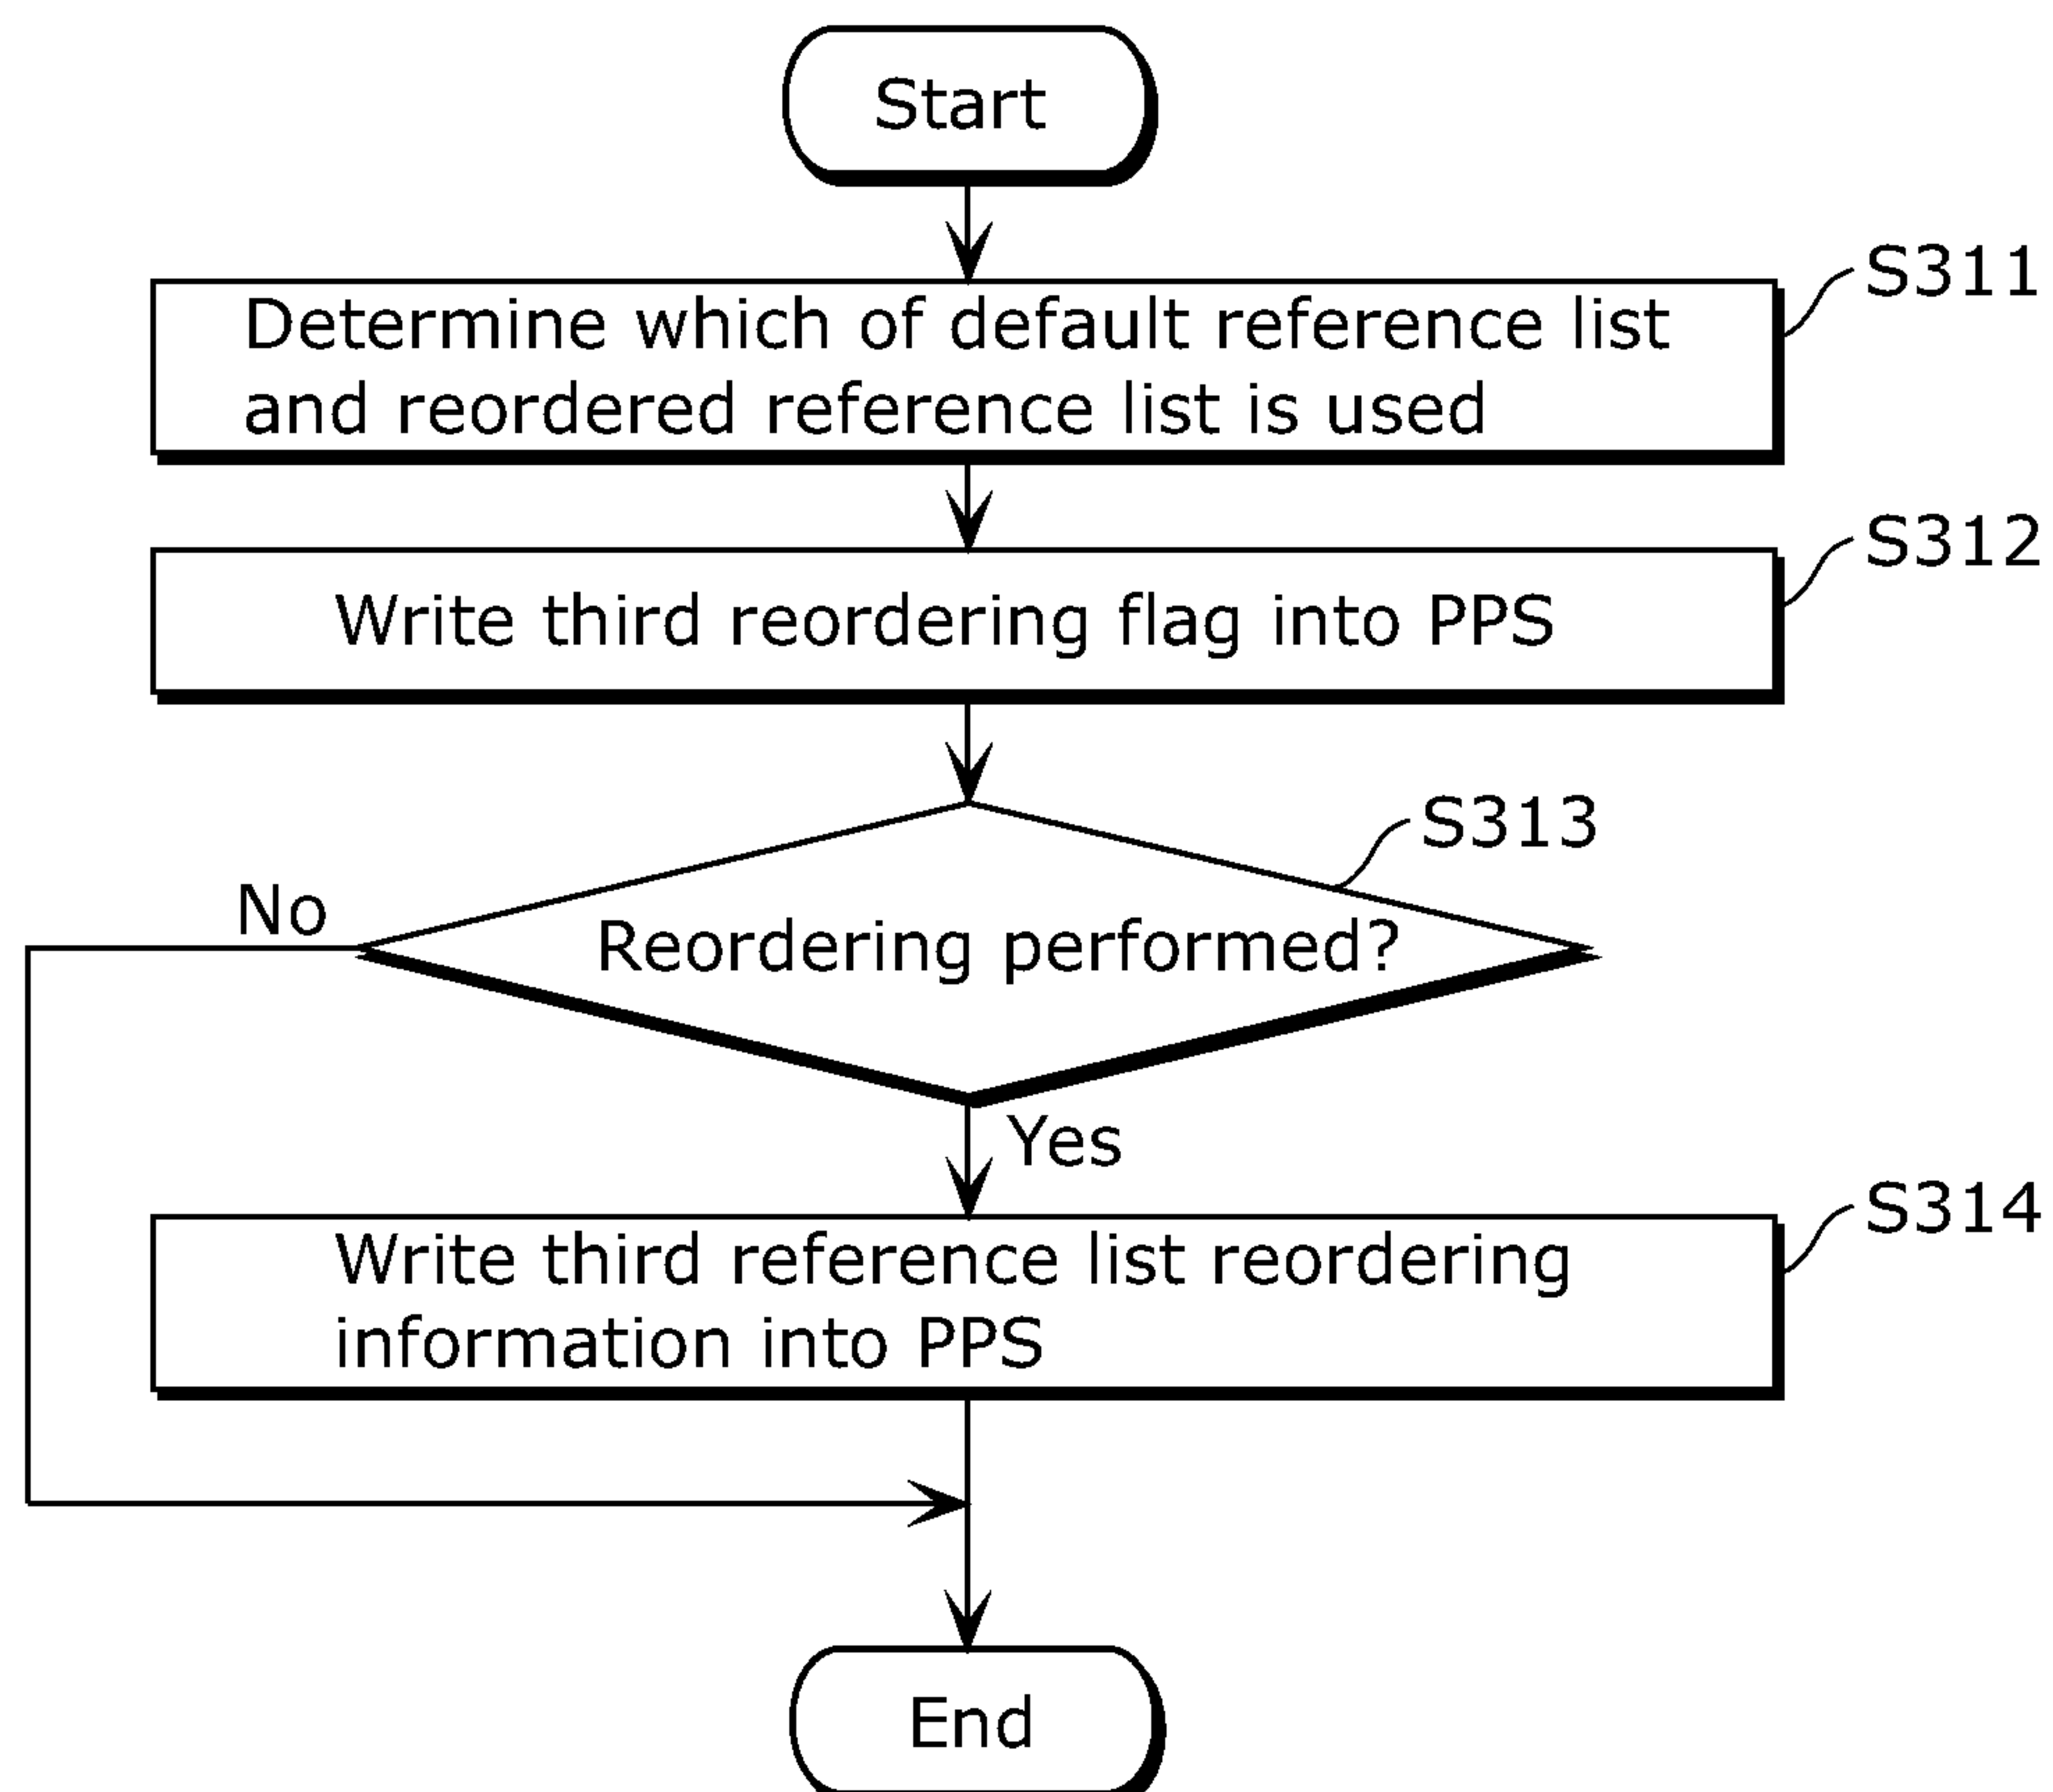 Start
S311
Determine which of default reference list
and reordered reference list is used
S312
Write third reordering flag into PPS
S313
No
Reordering performed?
Yes
S314
Write third reference list reordering
information into PPS
End